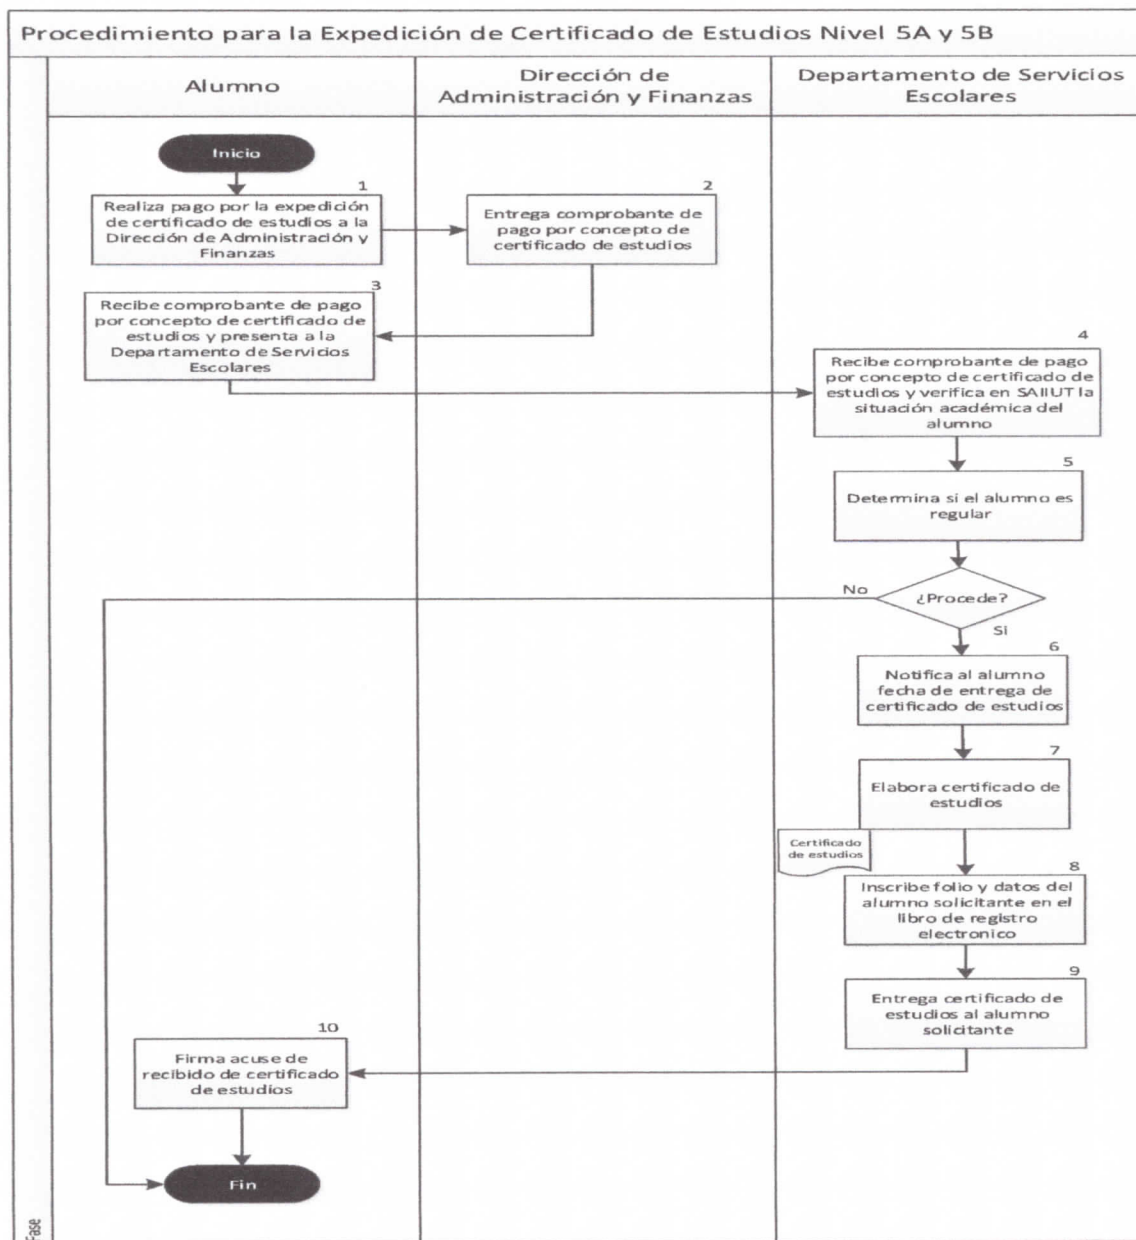 Procedimiento para la Expedición de Certificado de Estudios Nivel 5A y 5B
Alumno
Dirección de
Administración y Finanzas
Departamento de Servicios
Escolares
Inicio
1
Realiza pago por la expedición
de certificado de estudios a la
Dirección de Administración y
Finanzas
2
Entrega comprobante de
pago por concepto de
certificado de estudios
3
Recibe comprobante de pago
por concepto de certificado de
estudios y presenta a la
Departamento de Servicios
Escolares
4
Recibe comprobante de pago
por concepto de certificado de
estudios y verifica en SAIIUT la
situación académica del
alumno
5
Determina si el alumno es
regular
¿Procede?
No
Si
6
Notifica al alumno
fecha de entrega de
certificado de estudios
7
Elabora certificado de
estudios
Certificado
de estudios
8
Inscribe folio y datos del
alumno solicitante en el
libro de registro
electronico
9
Entrega certificado de
estudios al alumno
solicitante
10
Firma acuse de
recibido de certificado
de estudios
Fin
Fase